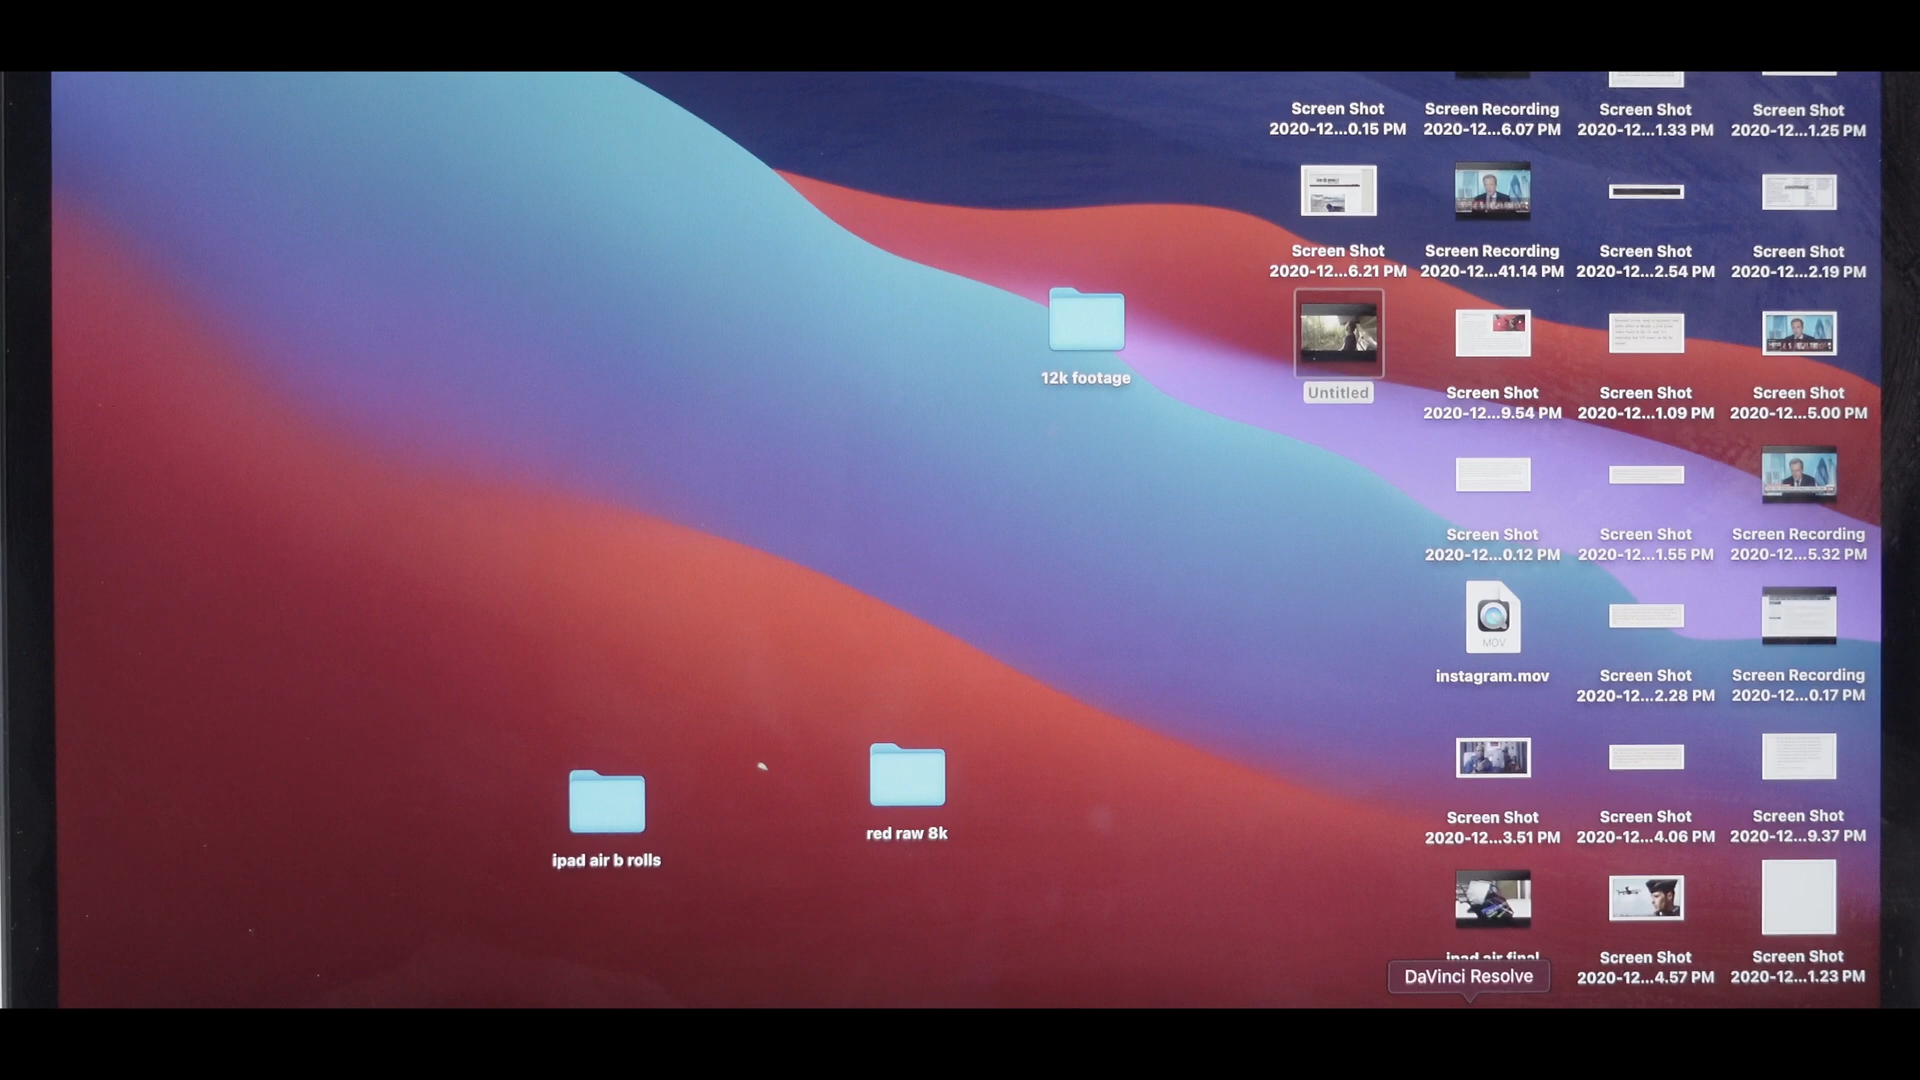 Screen Shot
2020-12...0.15 PM
Screen Recording
2020-12...6.07 PM
Screen Shot
2020-12...1.33 PM
Screen Shot
2020-12...1.25 PM
Screen Shot
2020-12...6.21 PM
Screen Recording
2020-12...41.14 PM
Screen Shot
2020-12...2.54 PM
Screen Shot
2020-12...2.19 PM
12k footage
Untitled
Screen Shot
2020-12...9.54 PM
Screen Shot
2020-12...1.09 PM
Screen Shot
2020-12...5.00 PM
Screen Shot
2020-12...0.12 PM
Screen Shot
2020-12...1.55 PM
Screen Recording
2020-12...5.32 PM
MOV
instagram.mov
Screen Shot
2020-12...2.28 PM
Screen Recording
2020-12...0.17 PM
ipad air b rolls
red raw 8k
Screen Shot
2020-12...3.51 PM
Screen Shot
2020-12...4.06 PM
Screen Shot
2020-12...9.37 PM
ipad air final
DaVinci Resolve
Screen Shot
2020-12...4.57 PM
Screen Shot
2020-12...1.23 PM